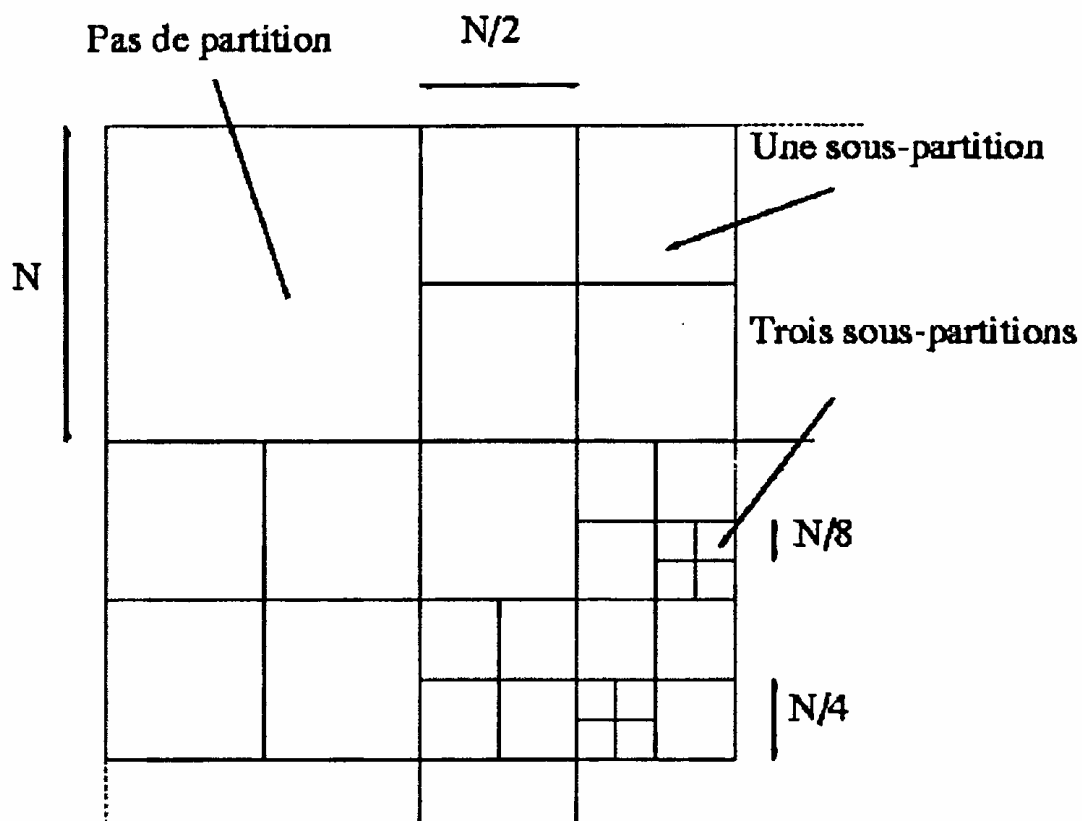 Pas de partition
N/2
Une sous-partition
N
Trois sous-partitions
N/8
N/4